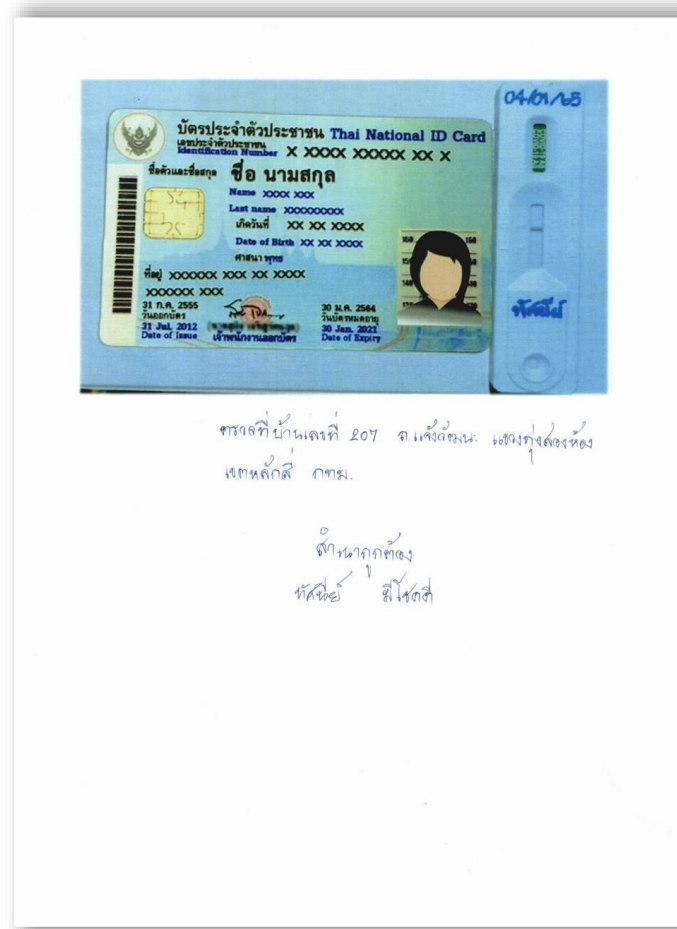 บัตรประจำตัวประชาชน Thai National ID Card
เลขประจำตัวประชาชน
Identification Number X XXXX XXXXX XX X
ชื่อตัวและชื่อสกุล ชื่อ นามสกุล
Name xxxx xxx
Last name xxxxxxxxx
เกิดวันที่ XX XX XXXX
Date of Birth XX XX XXXX
ศาสนา พุทธ
ที่อยู่ xxxxxx xxx xx xxxx
xxxxxx xxx
31 ก.ค. 2555
วันออกบัตร
31 Jul. 2012
Date of Issue
เจ้าพนักงานออกบัตร
30 ม.ค. 2564
วันบัตรหมดอายุ
30 Jan. 2021
Date of Expiry
04/01/65
ทัศนีย์
ตรวจที่บ้านเลขที่ 207 ถ.แจ้งวัฒนะ แขวงทุ่งสองห้อง
เขตหลักสี่ กทม.
สำเนาถูกต้อง
ทัศนีย์ มีโชคดี